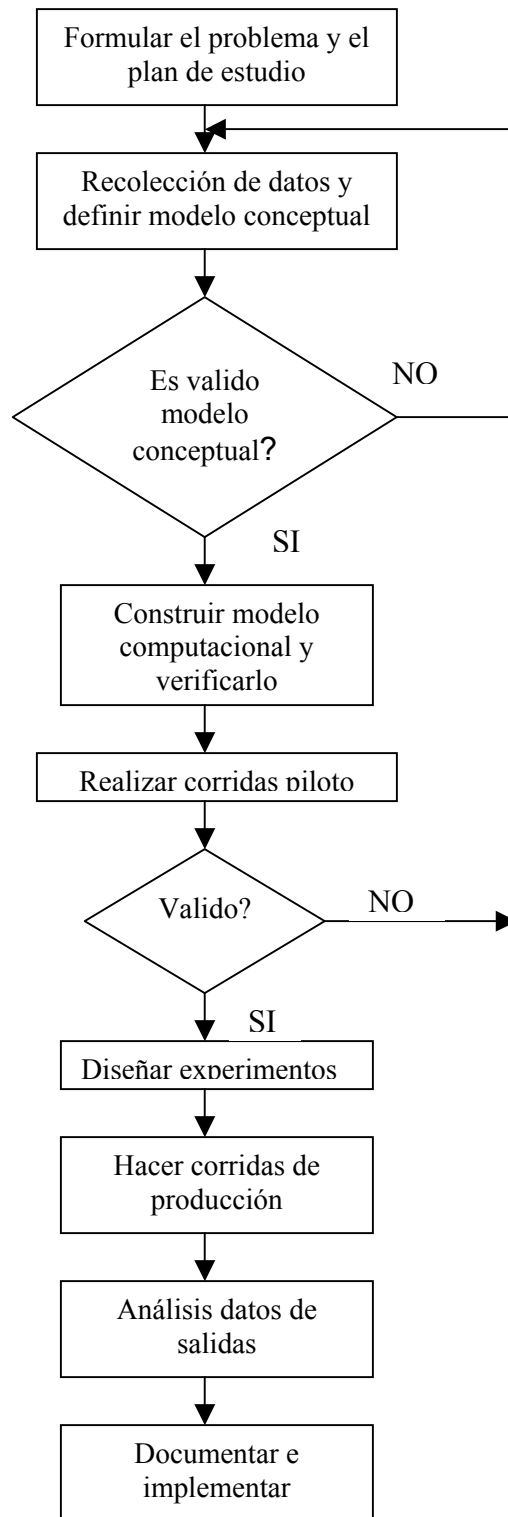 Formular el problema y el
plan de estudio
Recolección de datos y
definir modelo conceptual
Es valido
modelo
conceptual?
NO
SI
Construir modelo
computacional y
verificarlo
Realizar corridas piloto
Valido?
NO
SI
Diseñar experimentos
Hacer corridas de
producción
Análisis datos de
salidas
Documentar e
implementar